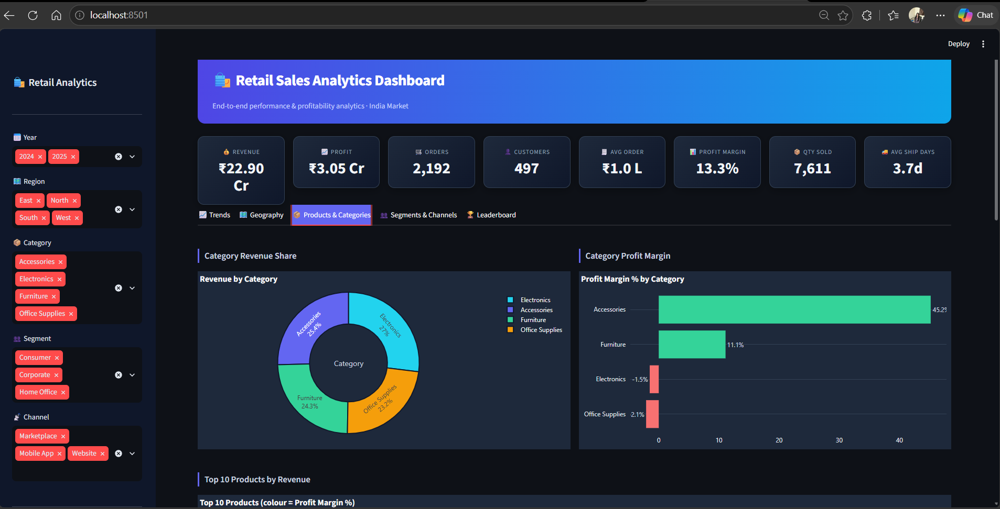 localhost:8501
Chat
Deploy
Retail Analytics
Year
2024 × 2025 ×
Region
East × North ×
South × West ×
Category
Accessories ×
Electronics ×
Furniture ×
Office Supplies ×
Segment
Consumer ×
Corporate ×
Home Office ×
Channel
Marketplace ×
Mobile App × Website ×
Retail Sales Analytics Dashboard
End-to-end performance & profitability analytics · India Market
REVENUE
₹22.90
Cr
PROFIT
₹3.05 Cr
ORDERS
2,192
CUSTOMERS
497
AVG ORDER
₹1.0 L
PROFIT MARGIN
13.3%
QTY SOLD
7,611
AVG SHIP DAYS
3.7d
Trends Geography Products & Categories Segments & Channels Leaderboard
Category Revenue Share
Revenue by Category
Electronics
27%
Accessories
25.4%
Furniture
24.3%
Office Supplies
23.2%
Category
Electronics
Accessories
Furniture
Office Supplies
Category Profit Margin
Profit Margin % by Category
Accessories 45.2%
Furniture 11.1%
Electronics -1.5%
Office Supplies -2.1%
0 10 20 30 40
Top 10 Products by Revenue
Top 10 Products (colour = Profit Margin %)